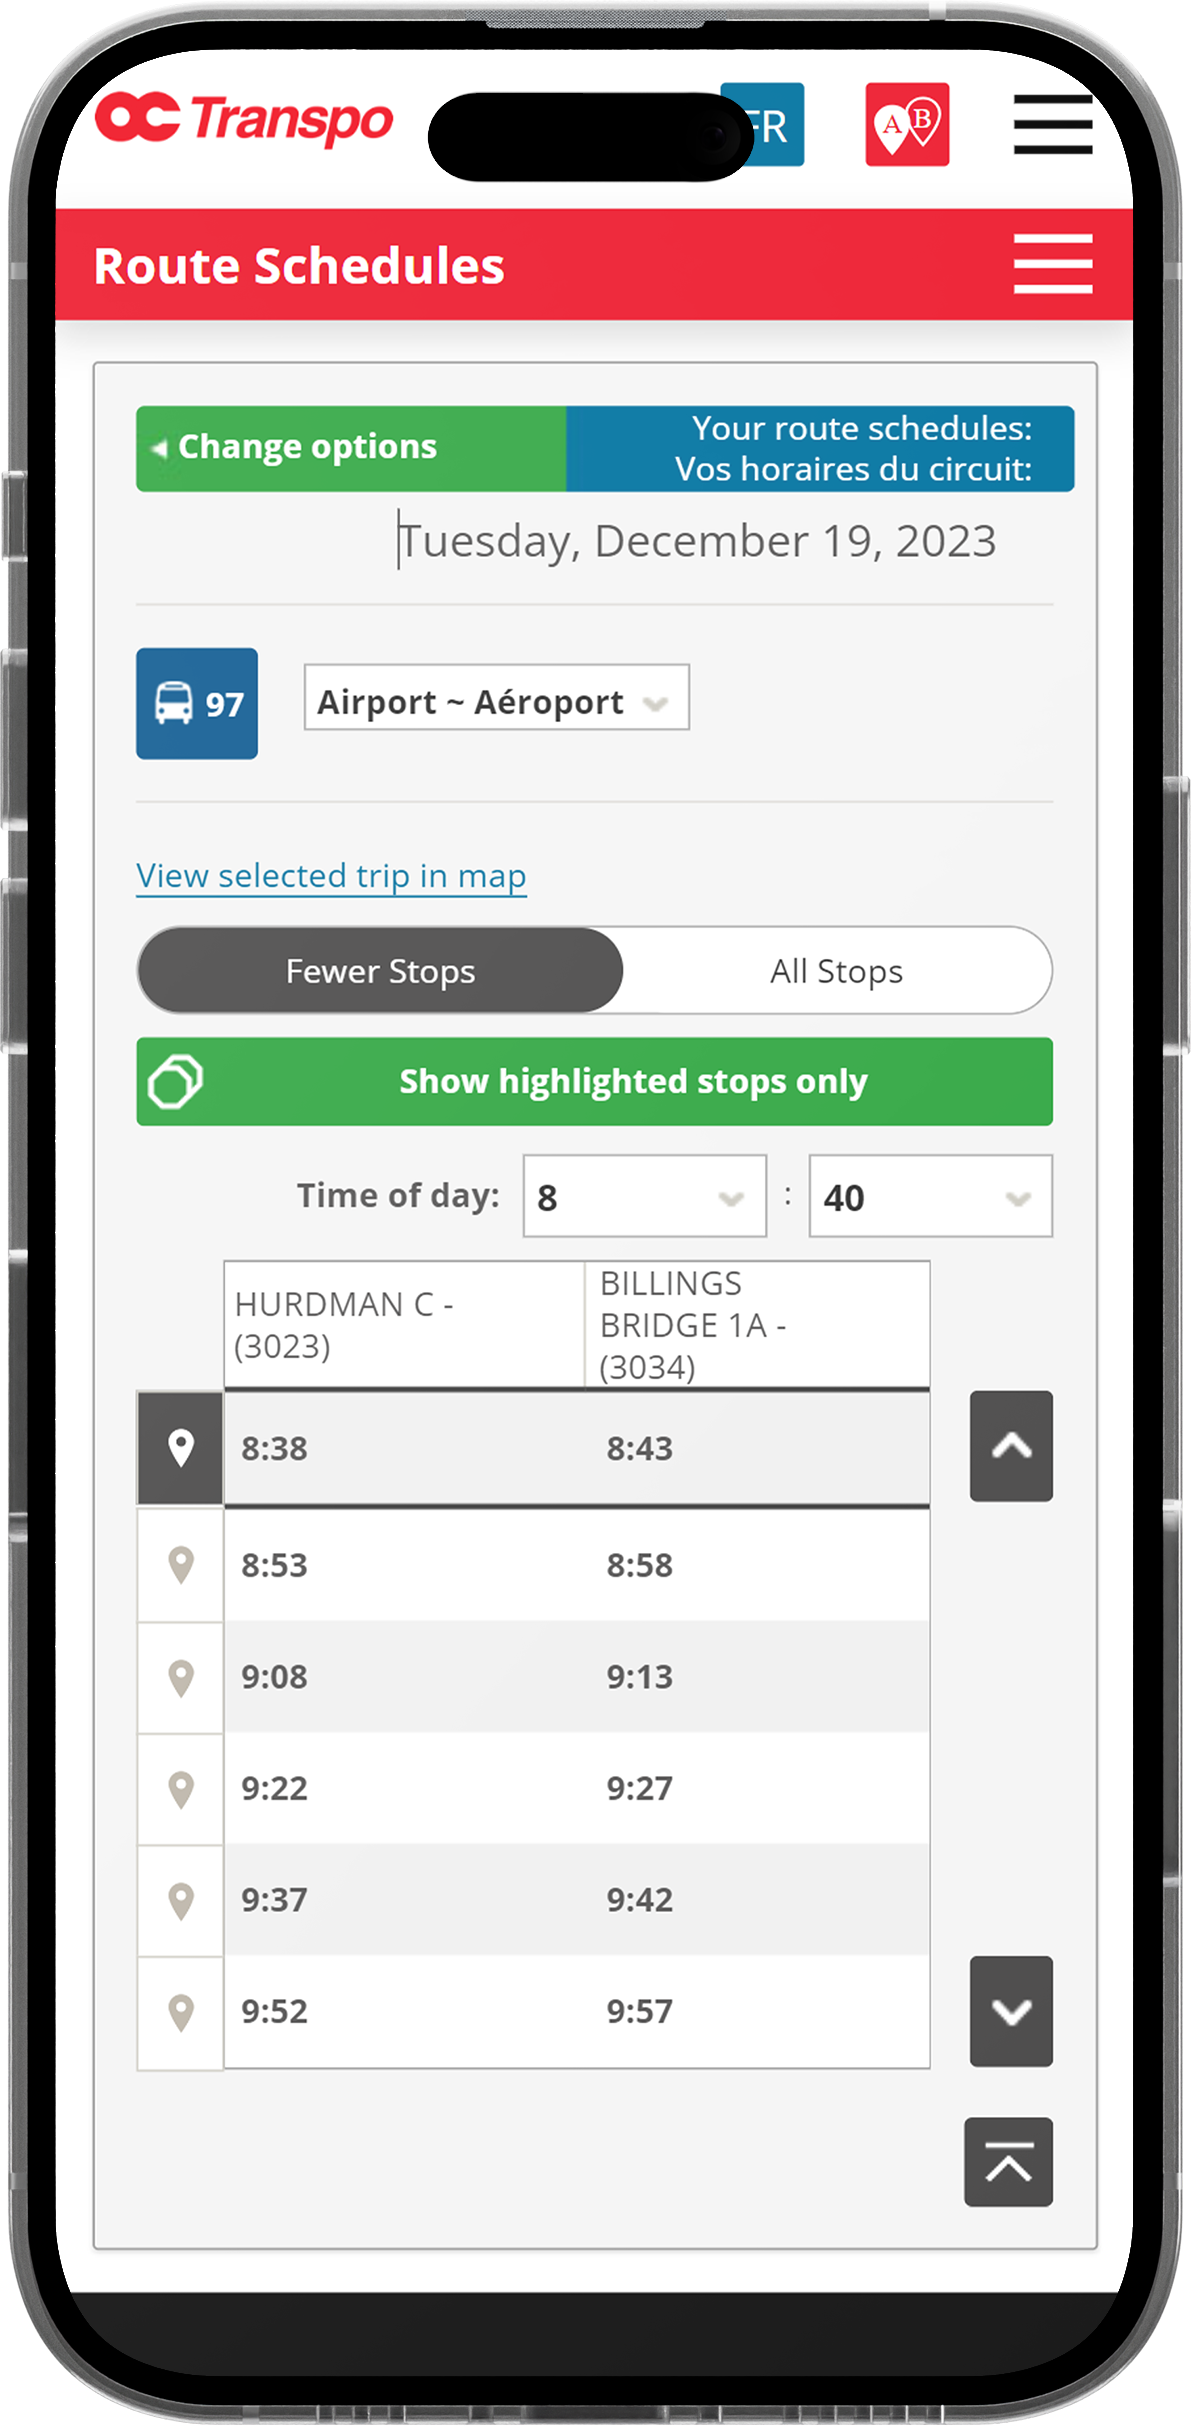 OC Transpo
FR
A B
Route Schedules
Change options
Your route schedules:
Vos horaires du circuit:
Tuesday, December 19, 2023
97
Airport ~ Aéroport
View selected trip in map
Fewer Stops
All Stops
Show highlighted stops only
Time of day: 8 : 40
HURDMAN C -
(3023)
BILLINGS
BRIDGE 1A -
(3034)
8:38 8:43
8:53 8:58
9:08 9:13
9:22 9:27
9:37 9:42
9:52 9:57